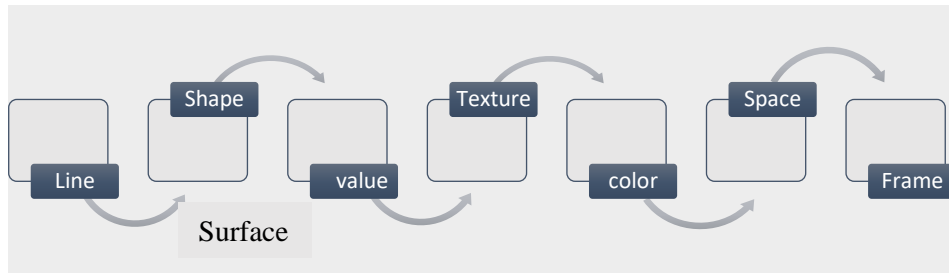 Shape
Texture
Space
Line
value
color
Frame
Surface